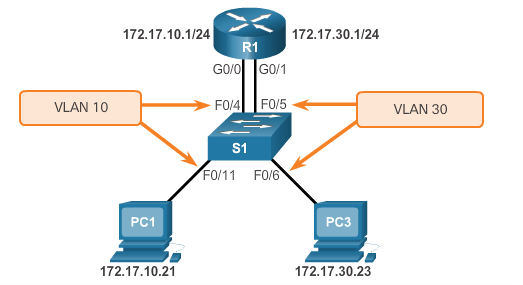 172.17.10.1/24
172.17.30.1/24
R1
G0/0
G0/1
VLAN 10
F0/4
F0/5
VLAN 30
S1
F0/11
F0/6
PC1
PC3
172.17.10.21
172.17.30.23